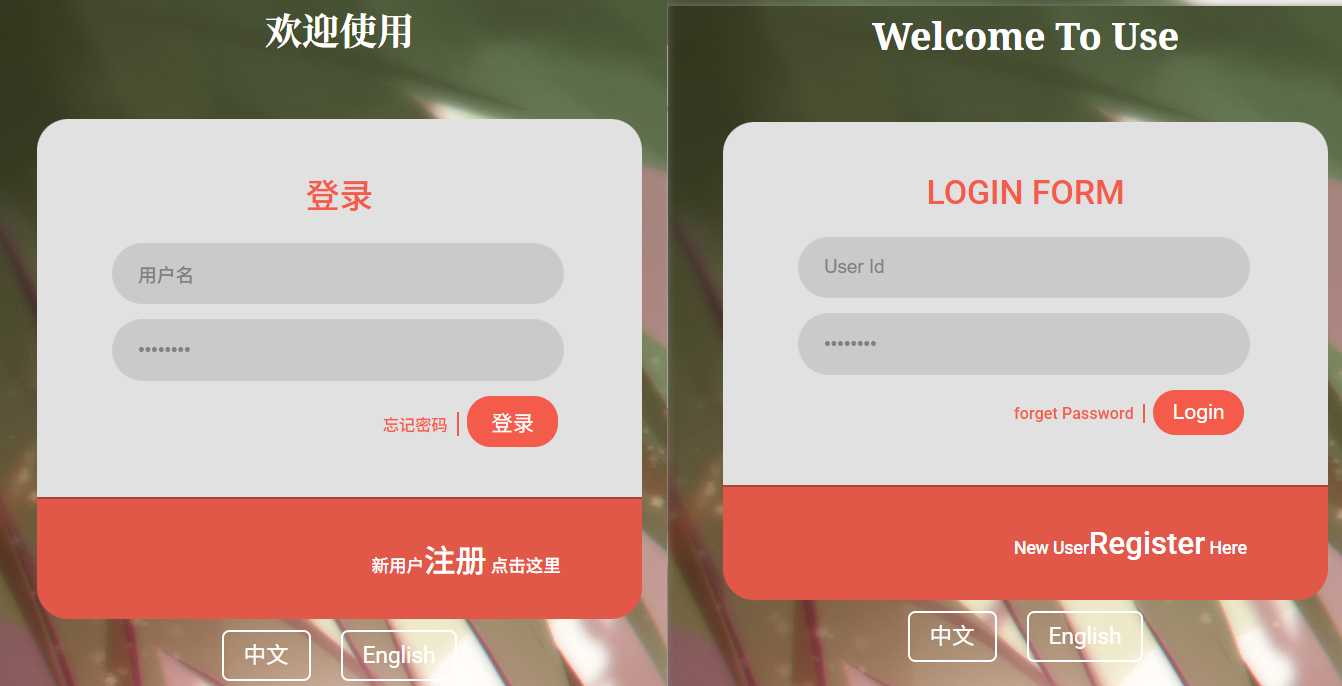 欢迎使用
登录
用户名
••••••••
忘记密码 | 登录
新用户注册 点击这里
中文 English
Welcome To Use
LOGIN FORM
User Id
••••••••
forget Password | Login
New UserRegister Here
中文 English